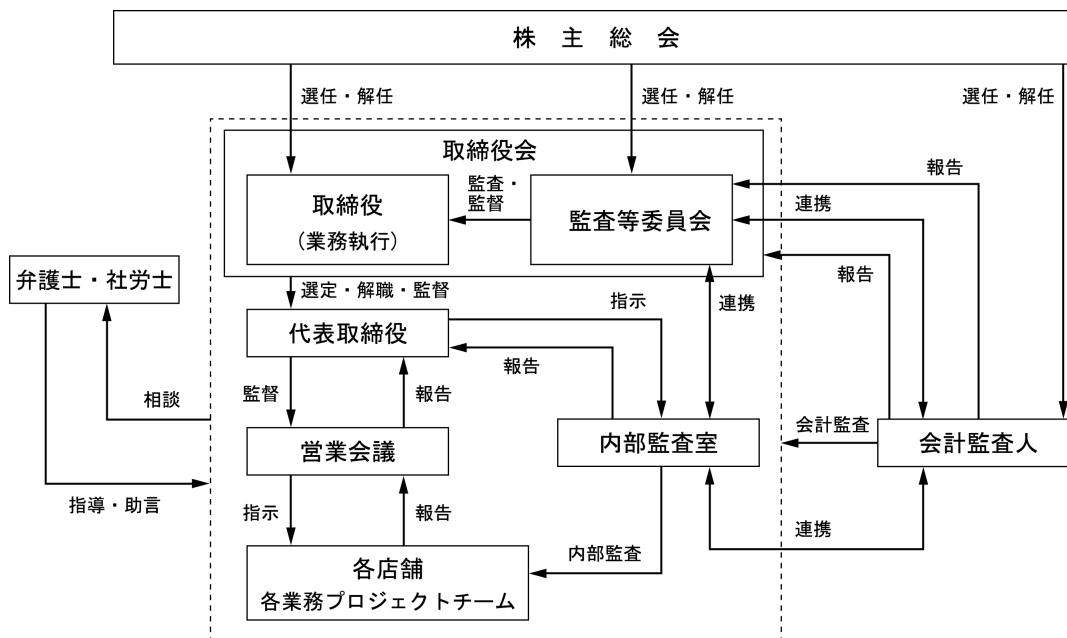 株主総会
選任・解任
選任・解任
選任・解任
取締役会
報告
取締役
(業務執行)
監査・
監督
監査等委員会
連携
弁護士・社労士
選定・解職・監督
指示
連携
報告
代表取締役
報告
監督
報告
相談
営業会議
内部監査室
会計監査
会計監査人
指導・助言
指示
報告
連携
各店舗
各業務プロジェクトチーム
内部監査